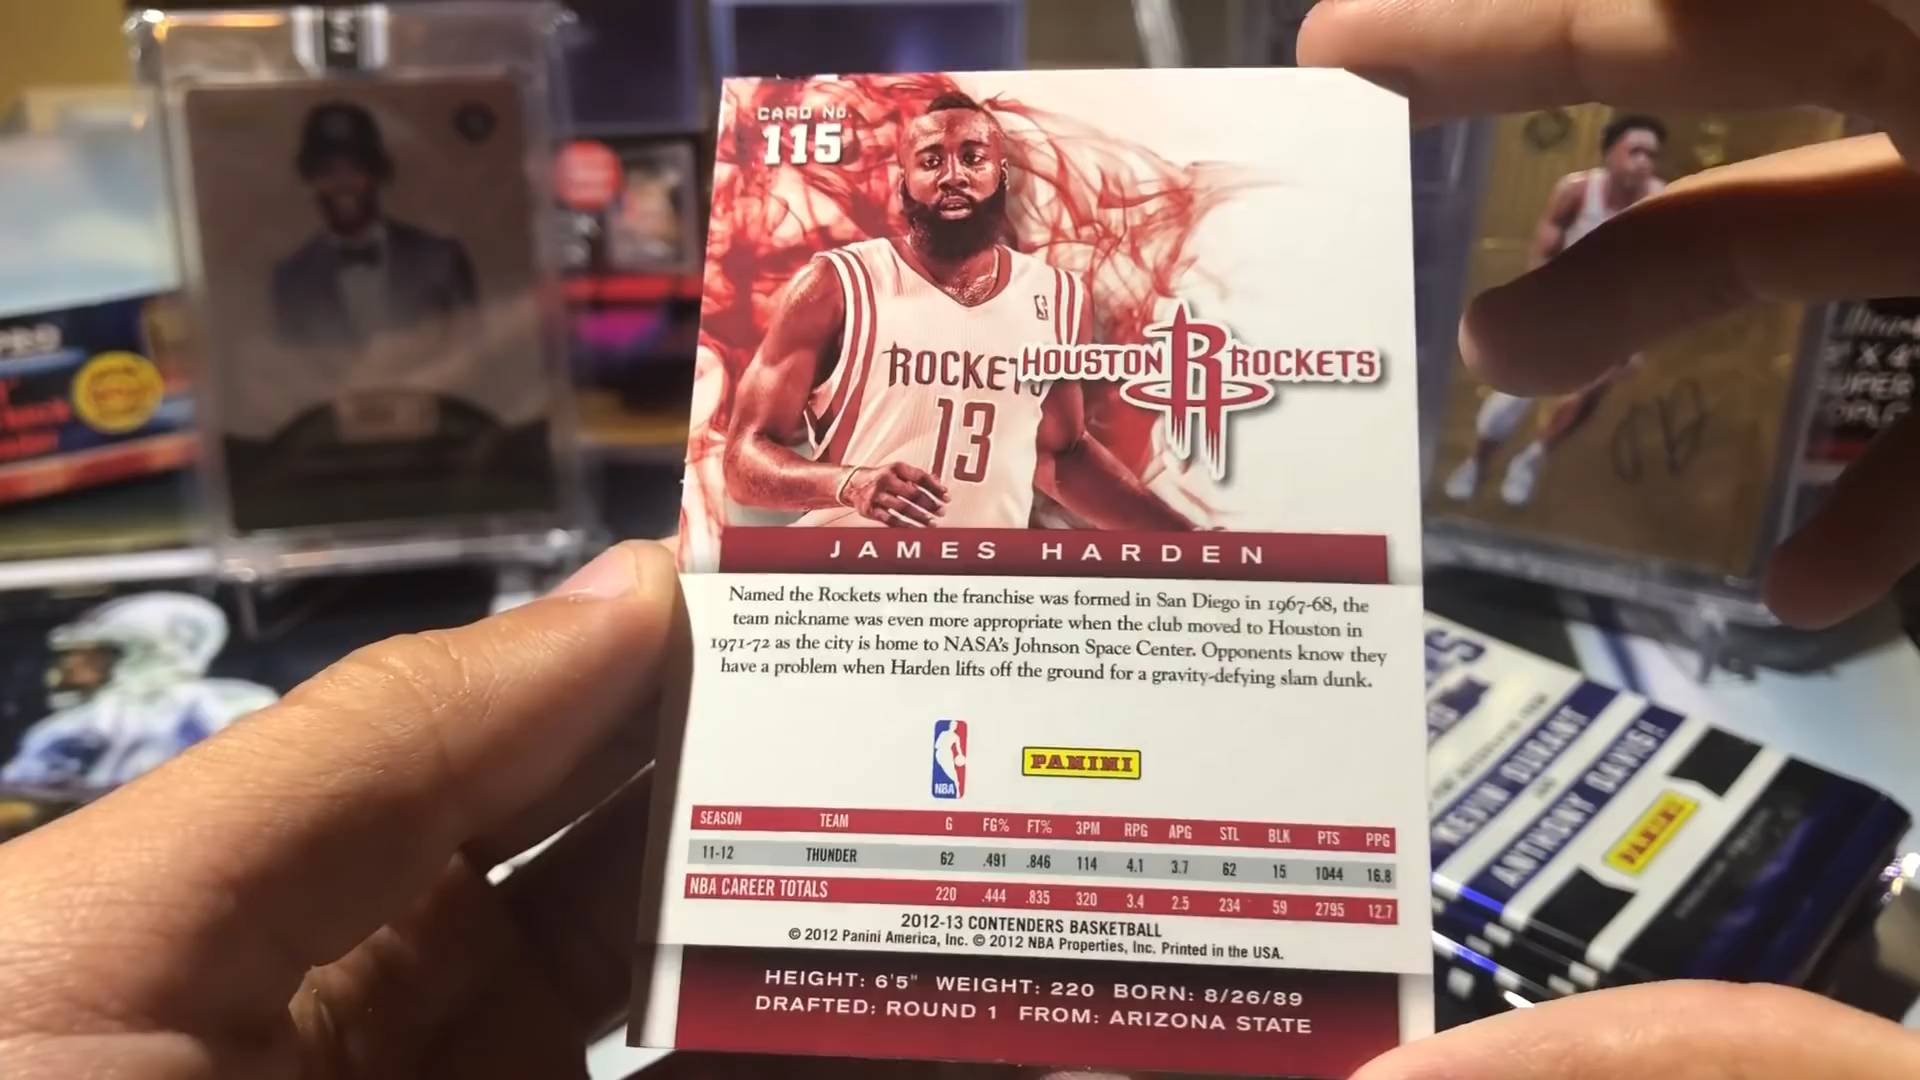 CARD No.
115
ROCKETS
13
HOUSTON ROCKETS
JAMES HARDEN
Named the Rockets when the franchise was formed in San Diego in 1967-68, the
team nickname was even more appropriate when the club moved to Houston in
1971-72 as the city is home to NASA's Johnson Space Center. Opponents know they
have a problem when Harden lifts off the ground for a gravity-defying slam dunk.
NBA
PANINI
SEASON TEAM G FG% FT% 3PM RPG APG STL BLK PTS PPG
11-12 THUNDER 62 .491 .846 114 4.1 3.7 62 15 1044 16.8
NBA CAREER TOTALS 220 .444 .835 320 3.4 2.5 234 59 2795 12.7
2012-13 CONTENDERS BASKETBALL
© 2012 Panini America, Inc. © 2012 NBA Properties, Inc. Printed in the USA.
HEIGHT: 6'5" WEIGHT: 220 BORN: 8/26/89
DRAFTED: ROUND 1 FROM: ARIZONA STATE
KEVIN DURANT
ANTHONY DAVIS
PANINI